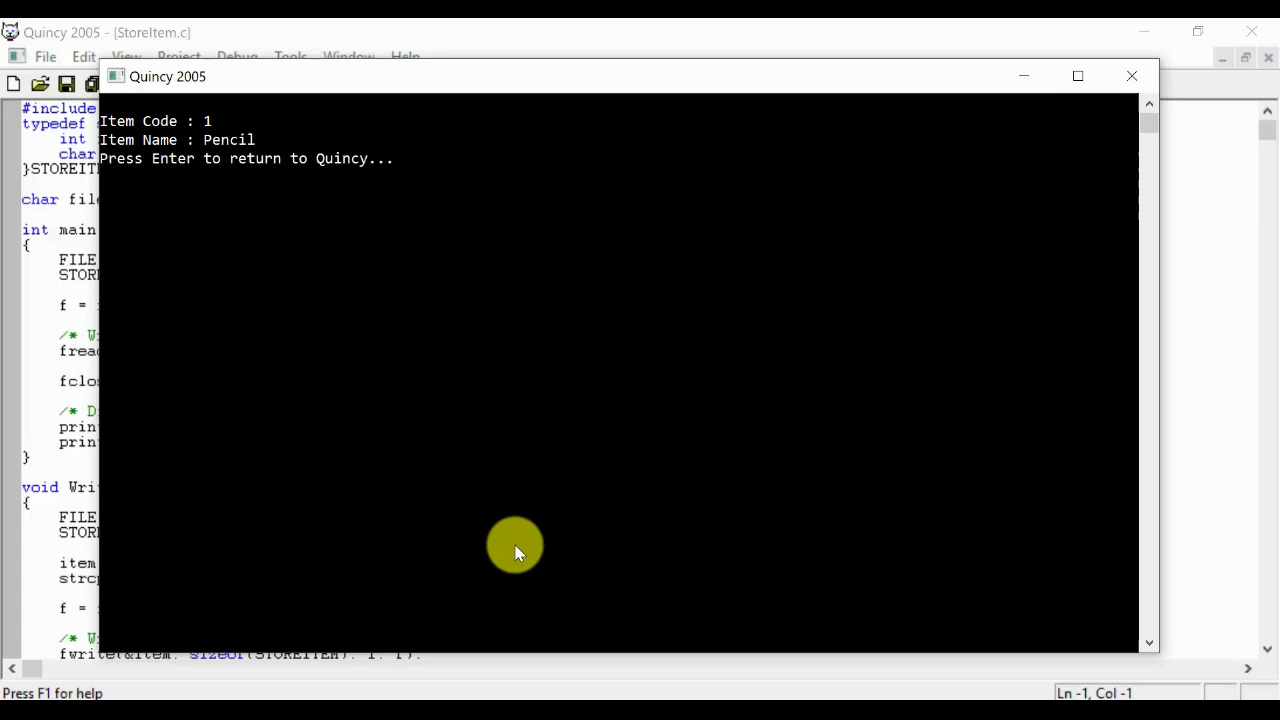 Quincy 2005 - [StoreItem.c]
File Edit View Project Debug Tools Window Help
Quincy 2005
Item Code : 1
Item Name : Pencil
Press Enter to return to Quincy...
#include
typedef
int
char
}STOREIT
char fil
int main
{
FILE
STOR
f =
/* W
frea
fclo
/* D
prin
prin
}
void Wri
{
FILE
STOR
item
strcp
f =
/* W
fwrite(&item, sizeof(STOREITEM), 1, f);
Press F1 for help
Ln -1, Col -1